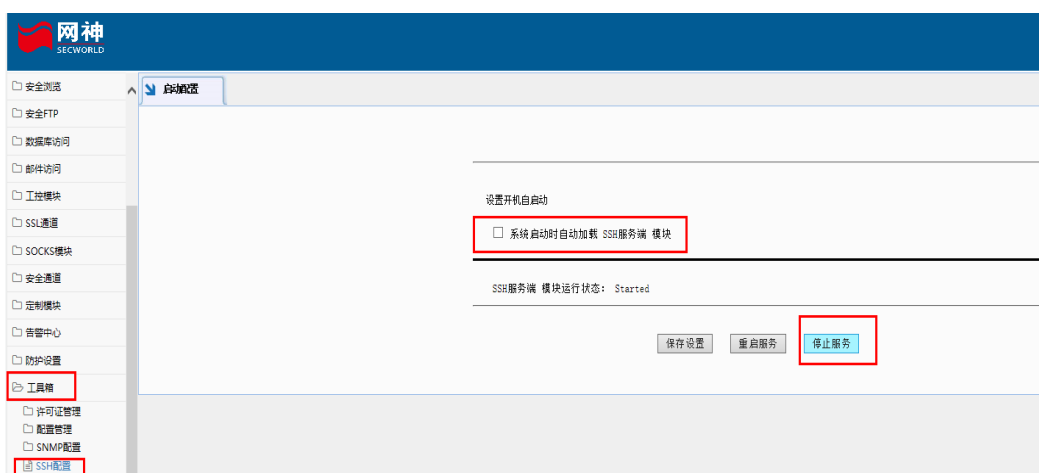 网神
SECWORLD
安全浏览
安全FTP
数据库访问
邮件访问
工控模块
SSL通道
SOCKS模块
安全通道
定制模块
告警中心
防护设置
工具箱
许可证管理
配置管理
SNMP配置
SSH配置
启动配置
设置开机自启动
系统启动时自动加载 SSH服务端 模块
SSH服务端 模块运行状态: Started
保存设置 重启服务 停止服务